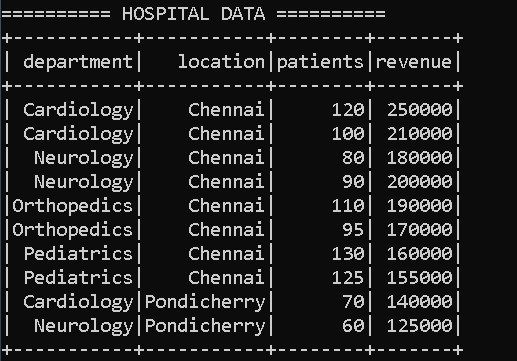 ========== HOSPITAL DATA ==========
+-----------+-----------+--------+-------+
| department|   location|patients|revenue|
+-----------+-----------+--------+-------+
| Cardiology|    Chennai|     120| 250000|
| Cardiology|    Chennai|     100| 210000|
|  Neurology|    Chennai|      80| 180000|
|  Neurology|    Chennai|      90| 200000|
|Orthopedics|    Chennai|     110| 190000|
|Orthopedics|    Chennai|      95| 170000|
| Pediatrics|    Chennai|     130| 160000|
| Pediatrics|    Chennai|     125| 155000|
| Cardiology|Pondicherry|      70| 140000|
|  Neurology|Pondicherry|      60| 125000|
+-----------+-----------+--------+-------+